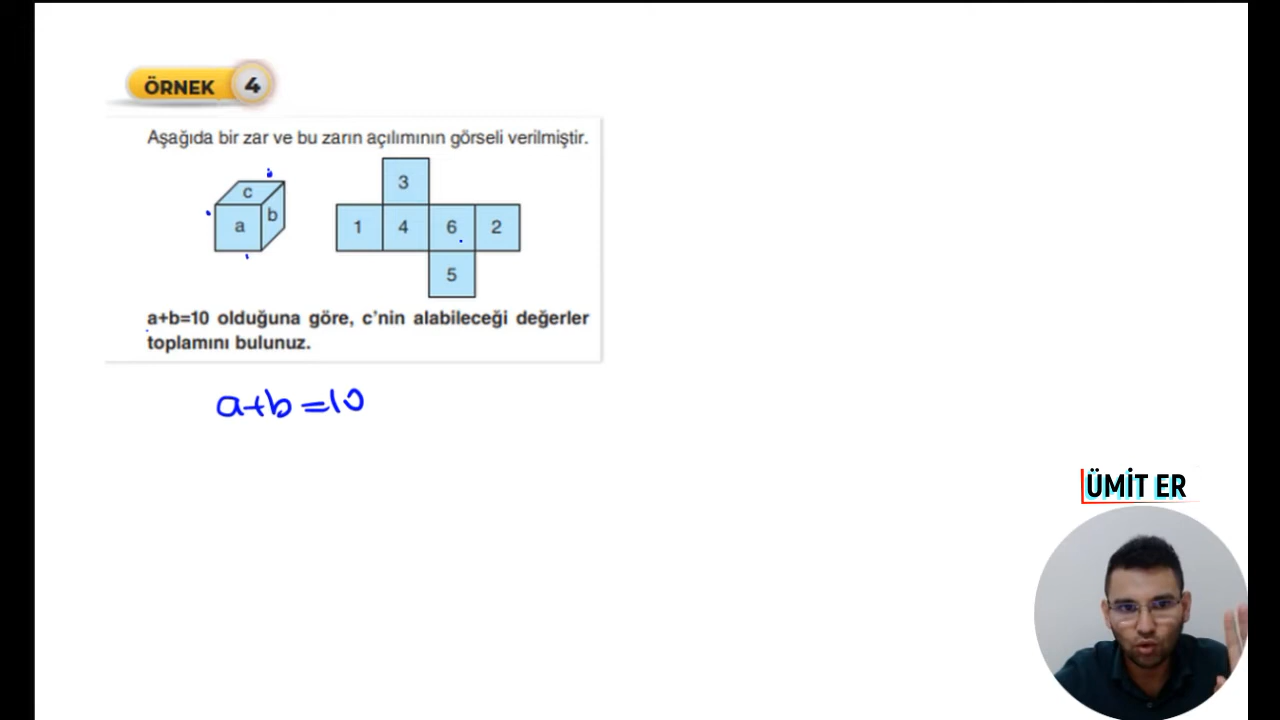 ÖRNEK 4
Aşağıda bir zar ve bu zarın açılımının görseli verilmiştir.
c
b
a
3
1 4 6 2
5
a+b=10 olduğuna göre, c'nin alabileceği değerler
toplamını bulunuz.
a+b=10
ÜMİT ER